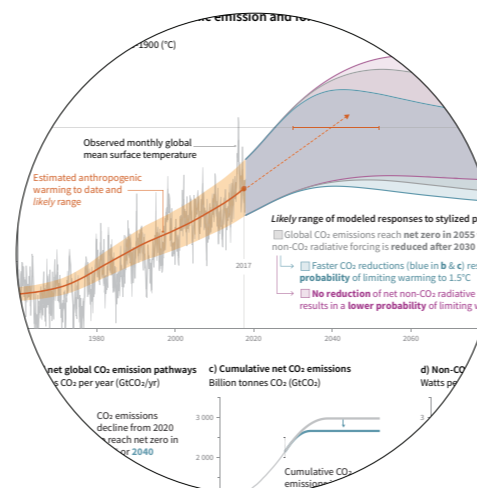 emission and
-1900 (°C)
Observed monthly global
mean surface temperature
Estimated anthropogenic
warming to date and
likely range
2017
Likely range of modeled responses to stylized
Global CO₂ emissions reach net zero in 2055
non-CO₂ radiative forcing is reduced after 2030
Faster CO₂ reductions (blue in b & c)
probability of limiting warming to 1.5°C
No reduction of net non-CO₂ radiative
results in a lower probability of limiting
1980 2000 2020 2040 2060
net global CO₂ emission pathways
CO₂ per year (GtCO₂/yr)
CO₂ emissions
decline from 2020
reach net zero in
or 2040
c) Cumulative net CO₂ emissions
Billion tonnes CO₂ (GtCO₂)
3 000
2 000
Cumulative CO₂
emissions
d) Non-CO
Watts
3